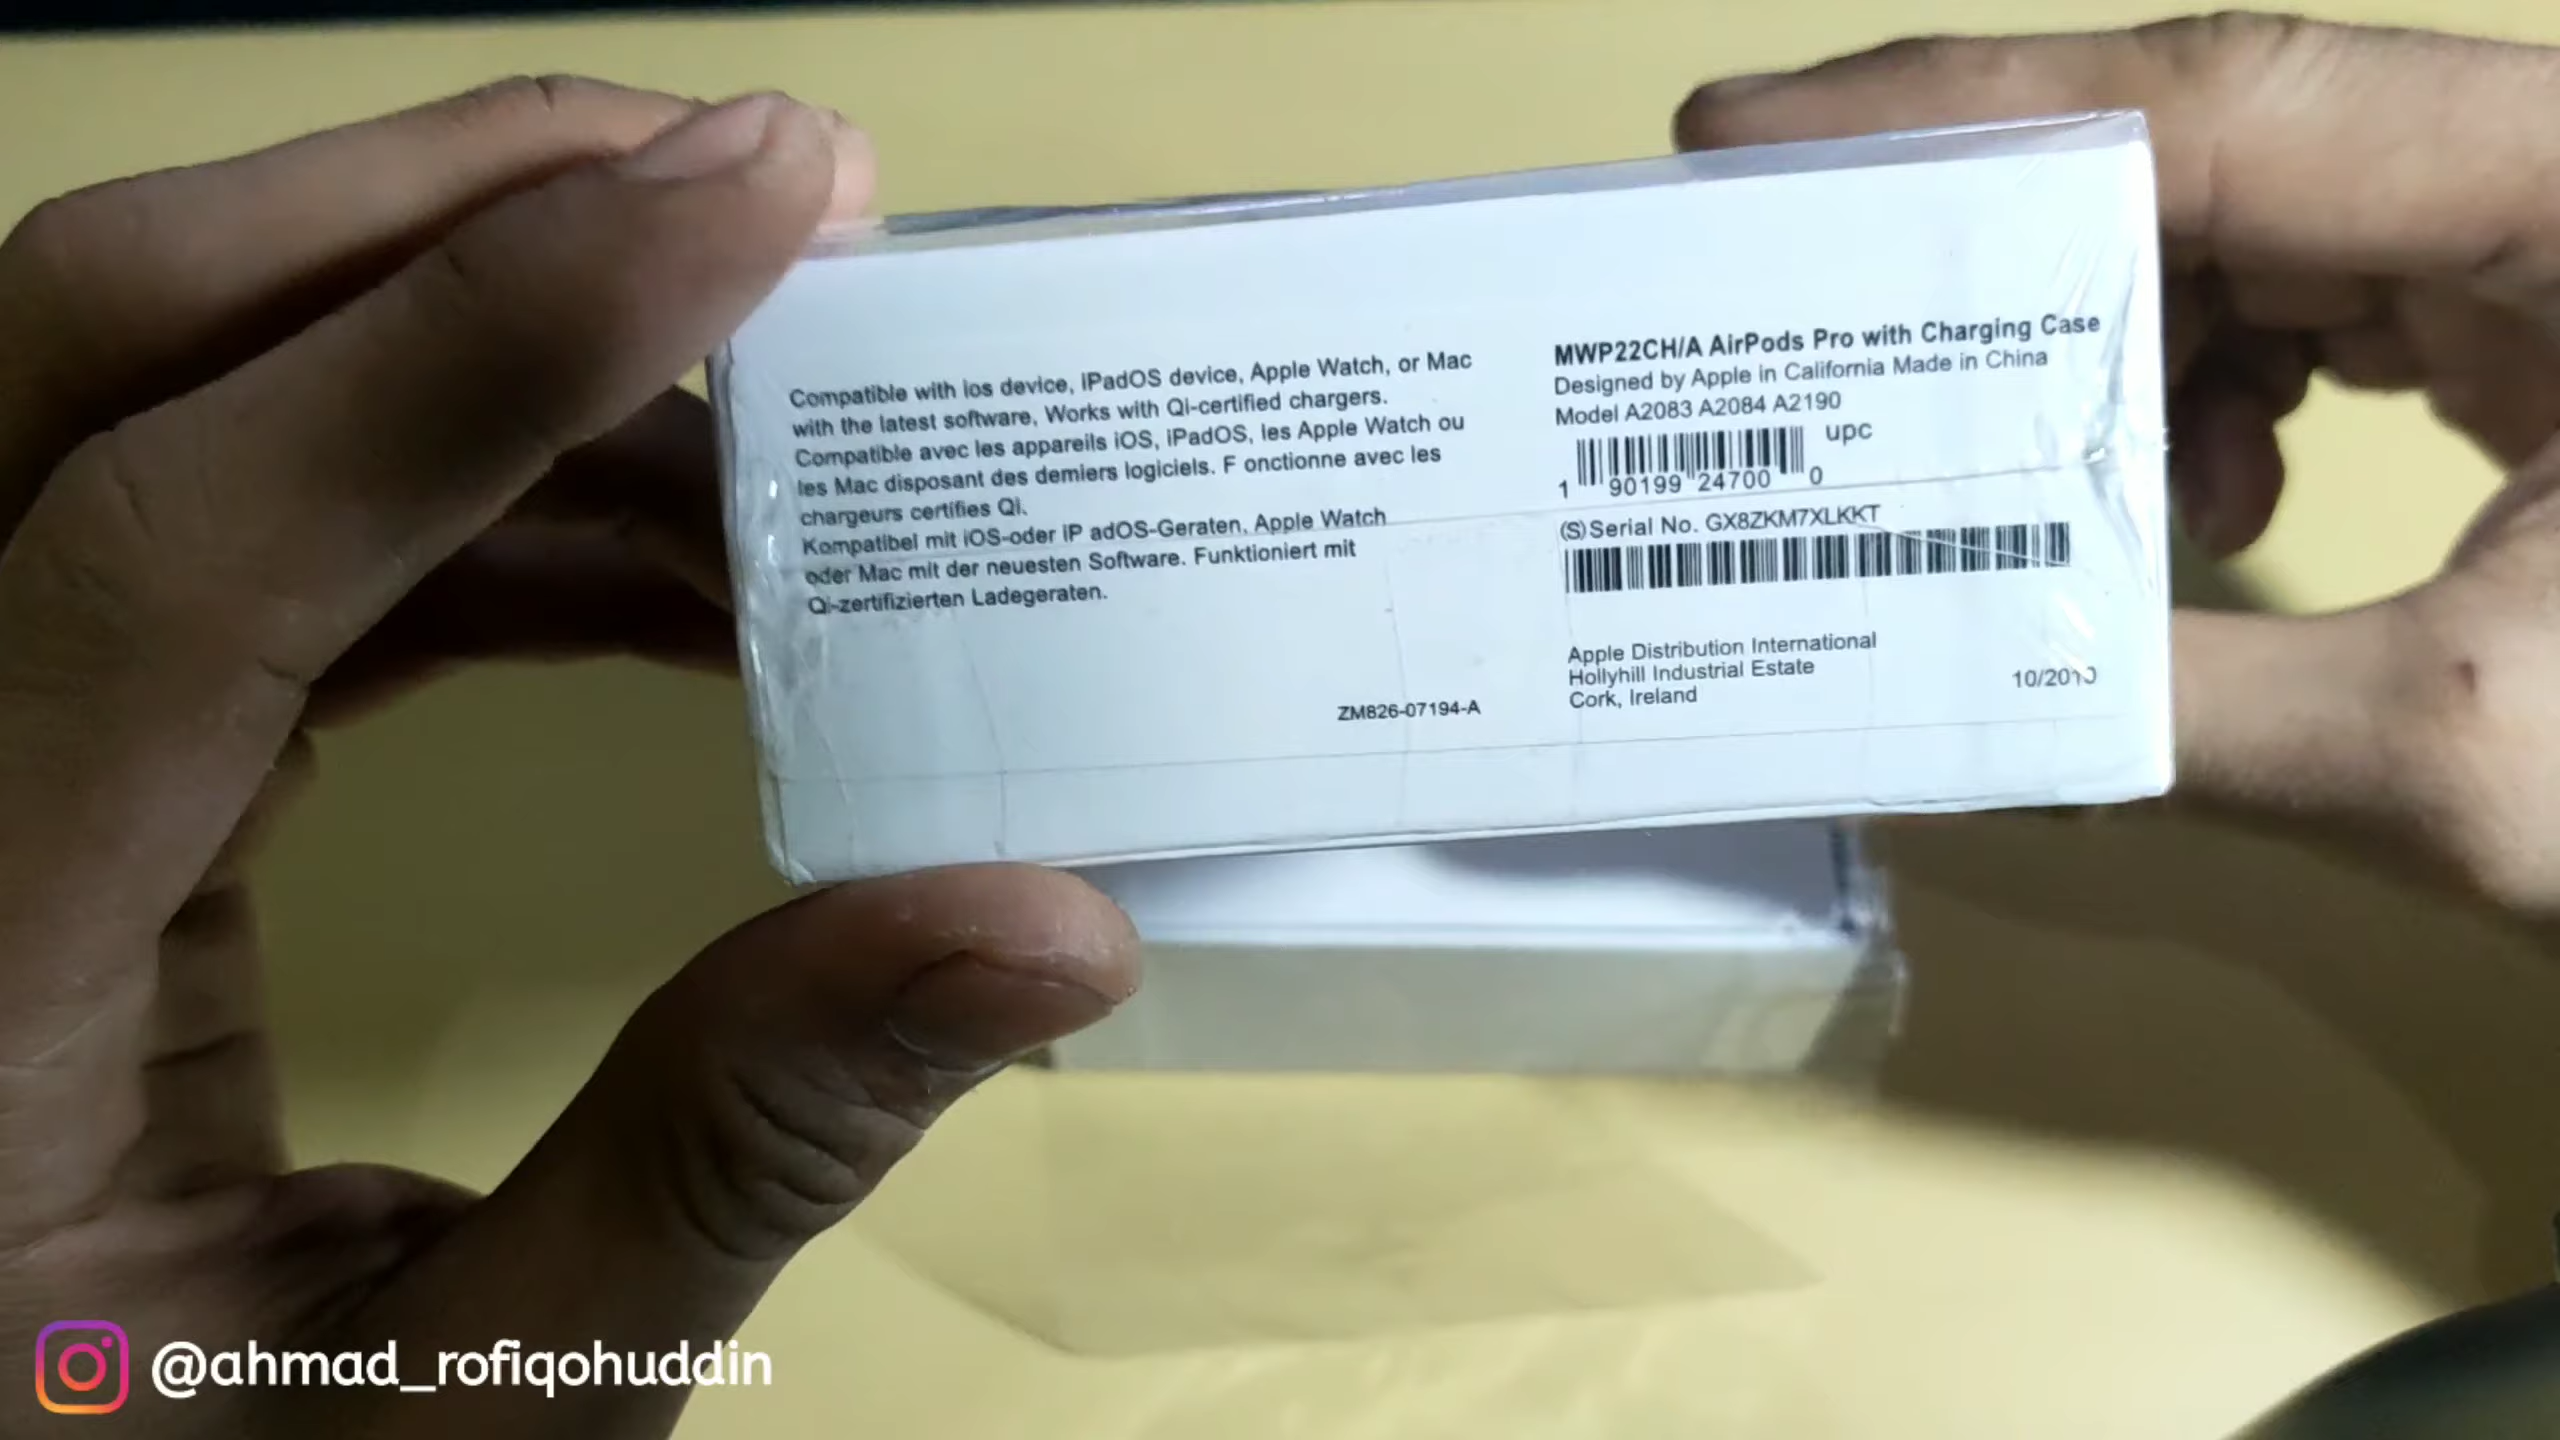 Compatible with ios device, iPadOS device, Apple Watch, or Mac
with the latest software, Works with Qi-certified chargers.
Compatible avec les appareils iOS, iPadOS, les Apple Watch ou
les Mac disposant des demiers logiciels. F onctionne avec les
chargeurs certifies Qi.
Kompatibel mit iOS-oder iP adOS-Geraten, Apple Watch
oder Mac mit der neuesten Software. Funktioniert mit
Qi-zertifizierten Ladegeraten.
ZM826-07194-A
MWP22CH/A AirPods Pro with Charging Case
Designed by Apple in California Made in China
Model A2083 A2084 A2190
upc
1 90199 24700 0
(S) Serial No. GX8ZKM7XLKKT
Apple Distribution International
Hollyhill Industrial Estate
Cork, Ireland
@ahmad_rofiqohuddin